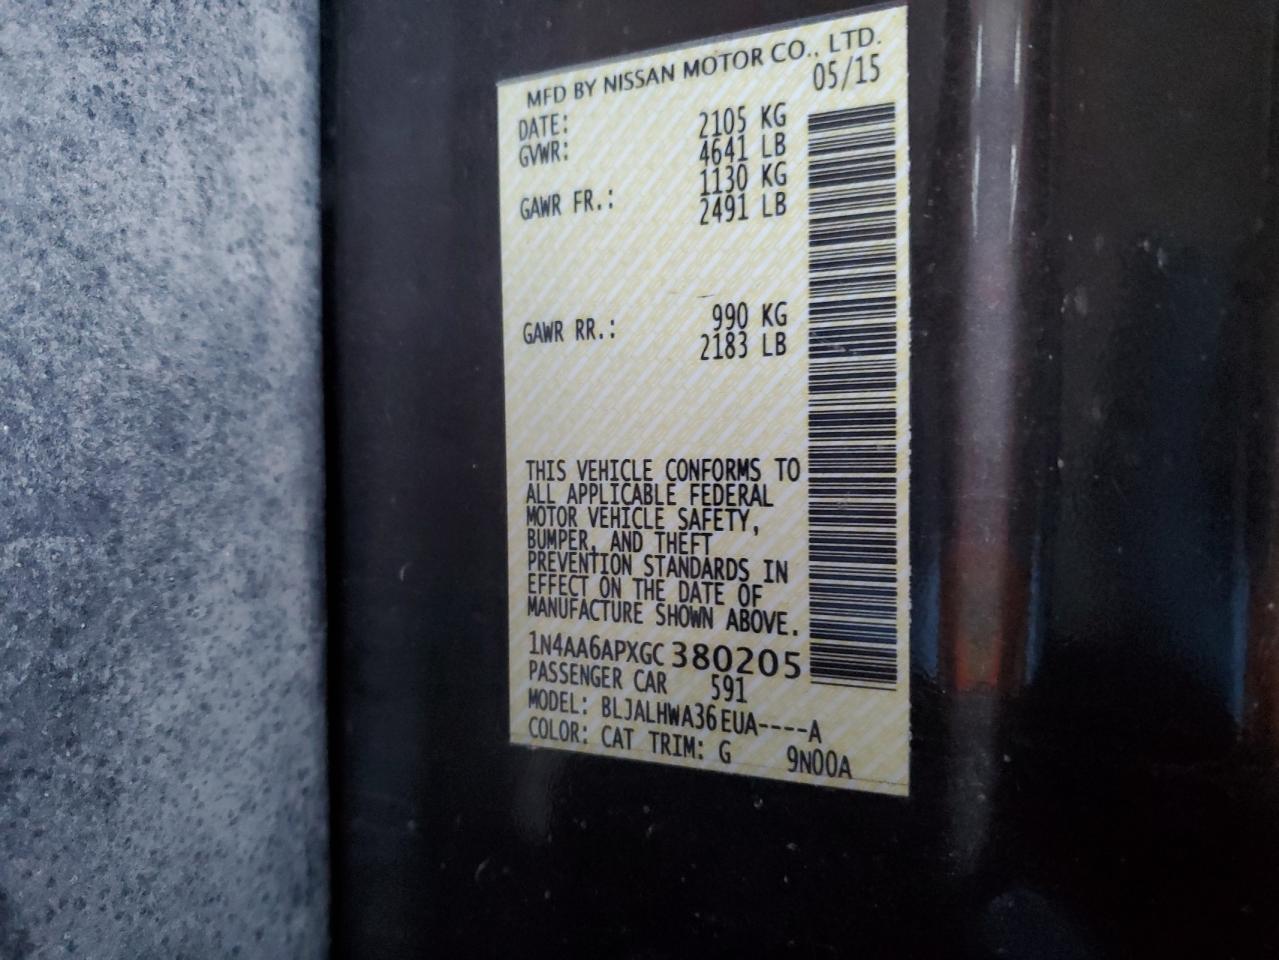 MFD BY NISSAN MOTOR CO., LTD.
DATE: 05/15
GVWR: 2105 KG
4641 LB
GAWR FR.: 1130 KG
2491 LB
GAWR RR.: 990 KG
2183 LB
THIS VEHICLE CONFORMS TO
ALL APPLICABLE FEDERAL
MOTOR VEHICLE SAFETY,
BUMPER, AND THEFT
PREVENTION STANDARDS IN
EFFECT ON THE DATE OF
MANUFACTURE SHOWN ABOVE.
1N4AA6APXGC380205
PASSENGER CAR 591
MODEL: BLJALHWA36EUA----A
COLOR: CAT TRIM: G 9N00A